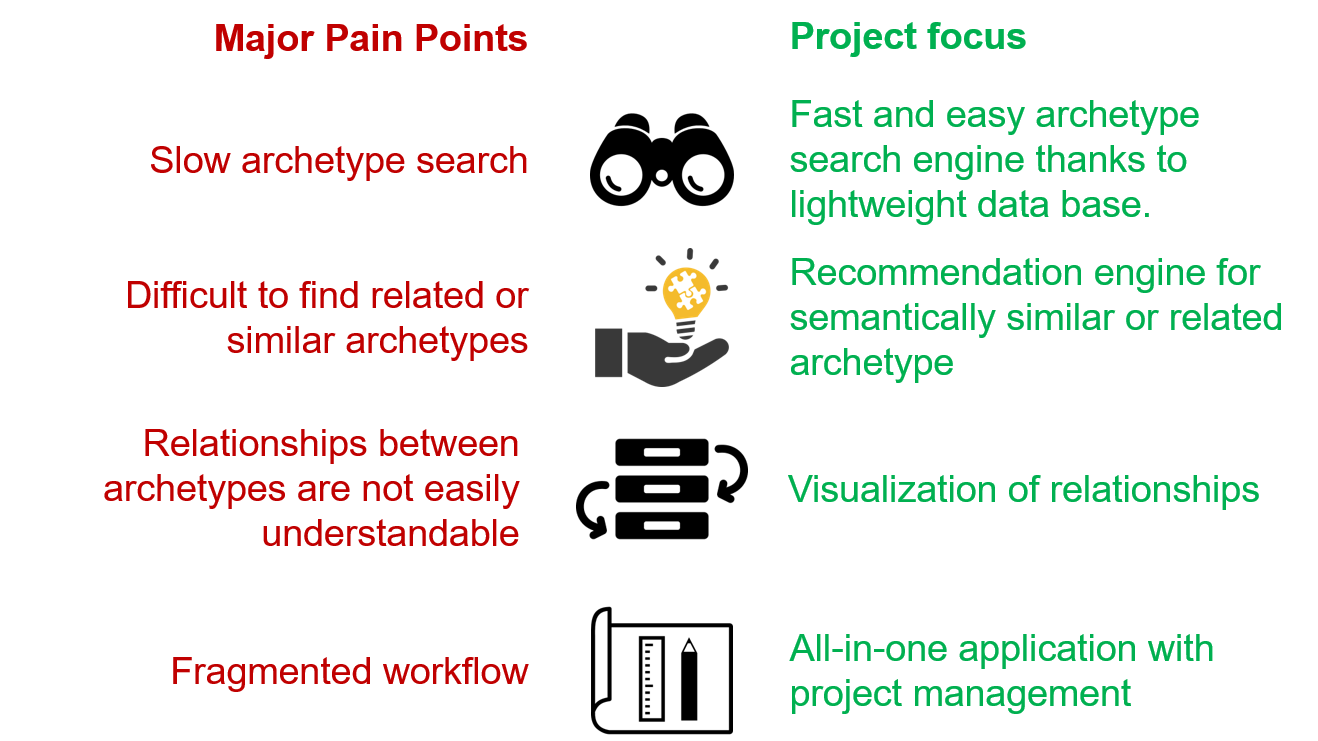 Major Pain Points
Project focus
Slow archetype search
Fast and easy archetype
search engine thanks to
lightweight data base.
Difficult to find related or
similar archetypes
Recommendation engine for
semantically similar or related
archetype
Relationships between
archetypes are not easily
understandable
Visualization of relationships
Fragmented workflow
All-in-one application with
project management